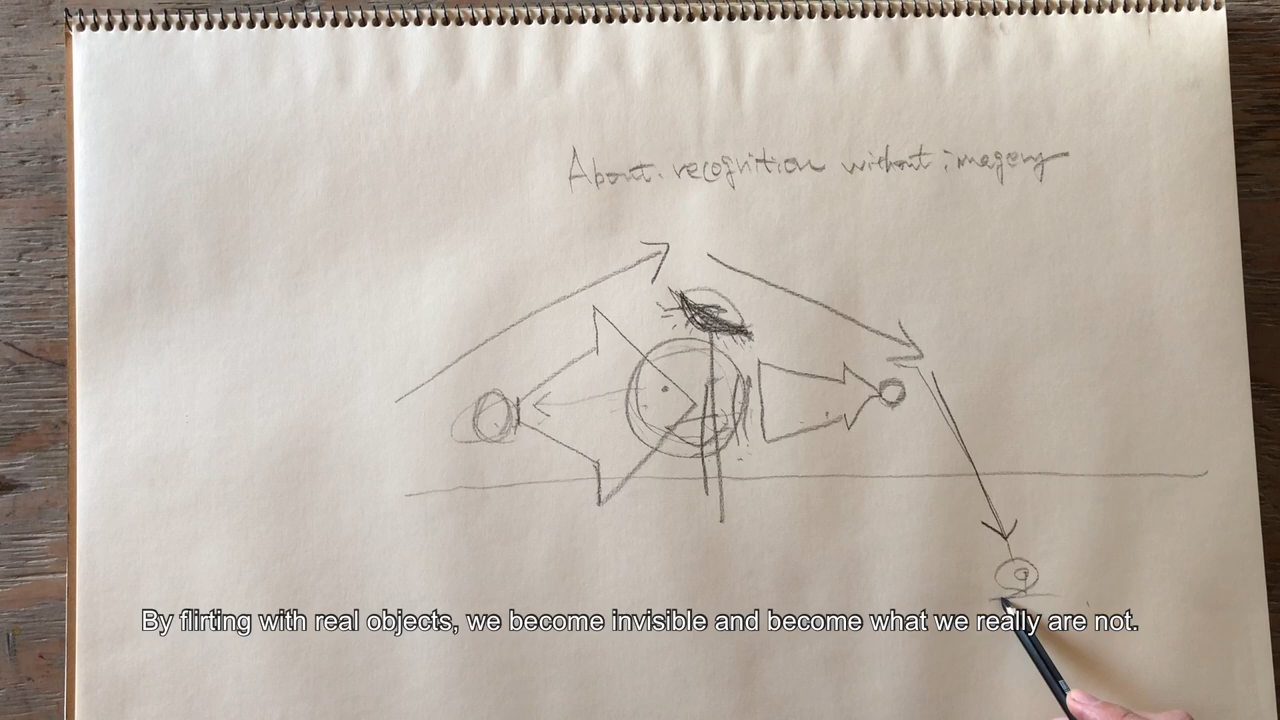 About. recognition without imagery
By flirting with real objects, we become invisible and become what we really are not.